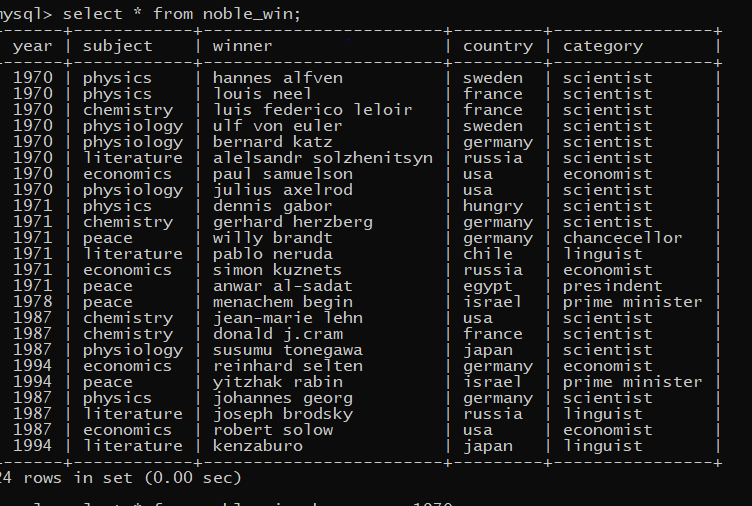 mysql> select * from noble_win;
------+------------+------------------------+---------+----------------+
year | subject | winner | country | category |
------+------------+------------------------+---------+----------------+
1970 | physics | hannes alfven | sweden | scientist |
1970 | physics | louis neel | france | scientist |
1970 | chemistry | luis federico leloir | france | scientist |
1970 | physiology | ulf von euler | sweden | scientist |
1970 | physiology | bernard katz | germany | scientist |
1970 | literature | alelsandr solzhenitsyn | russia | scientist |
1970 | economics | paul samuelson | usa | economist |
1970 | physiology | julius axelrod | usa | scientist |
1971 | physics | dennis gabor | hungry | scientist |
1971 | chemistry | gerhard herzberg | germany | scientist |
1971 | peace | willy brandt | germany | chancecellor |
1971 | literature | pablo neruda | chile | linguist |
1971 | economics | simon kuznets | russia | economist |
1971 | peace | anwar al-sadat | egypt | presindent |
1978 | peace | menachem begin | israel | prime minister |
1987 | chemistry | jean-marie lehn | usa | scientist |
1987 | chemistry | donald j.cram | france | scientist |
1987 | physiology | susumu tonegawa | japan | scientist |
1994 | economics | reinhard selten | germany | economist |
1994 | peace | yitzhak rabin | israel | prime minister |
1987 | physics | johannes georg | germany | scientist |
1987 | literature | joseph brodsky | russia | linguist |
1987 | economics | robert solow | usa | economist |
1994 | literature | kenzaburo | japan | linguist |
------+------------+------------------------+---------+----------------+
24 rows in set (0.00 sec)